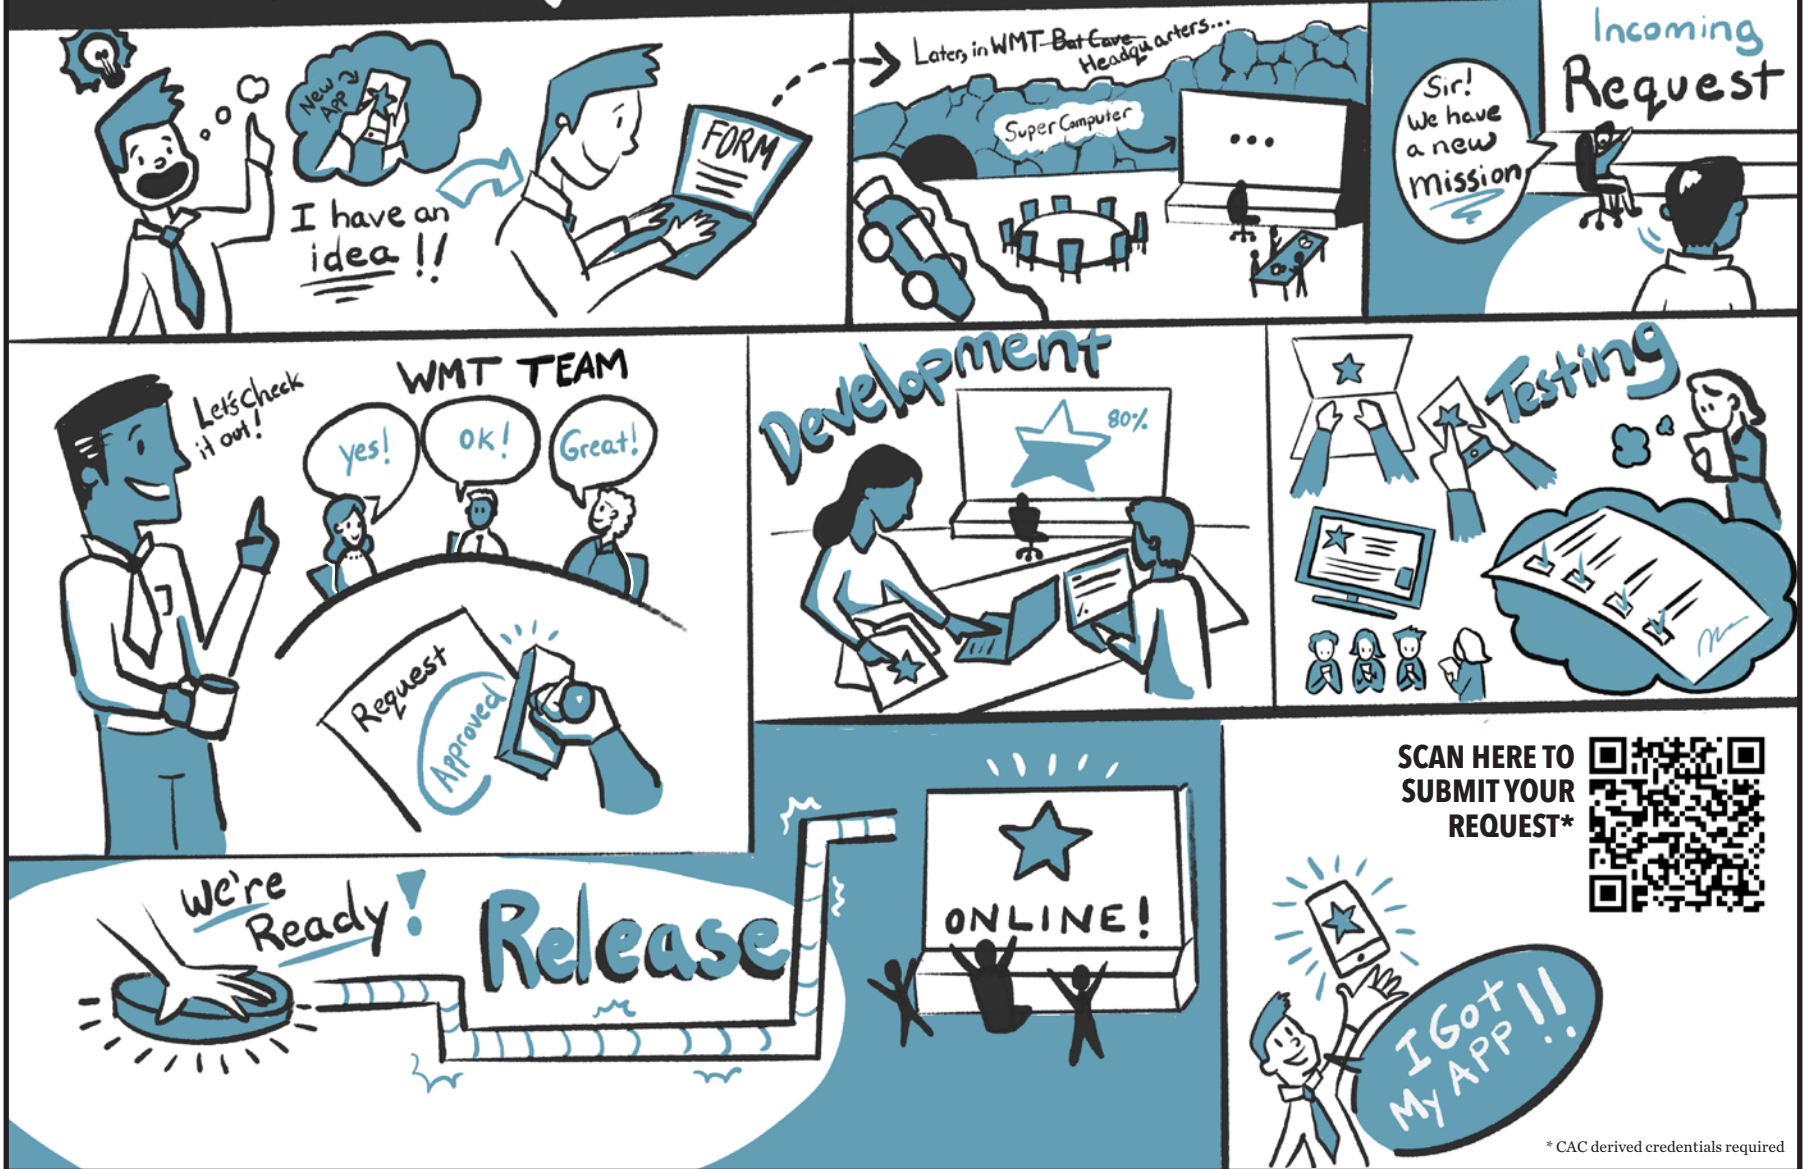 New
App
I have an
idea !!
FORM
Later, in WMT Bat Cave
Headquarters...
Super Computer
...
Incoming
Request
Sir!
We have
a new
mission
Let's check
it out!
WMT TEAM
yes!
OK!
Great!
Request
Approved
Development
80%
Testing
We're
Ready!
Release
ONLINE!
SCAN HERE TO
SUBMIT YOUR
REQUEST*
I GOT
MY APP!!
* CAC derived credentials required